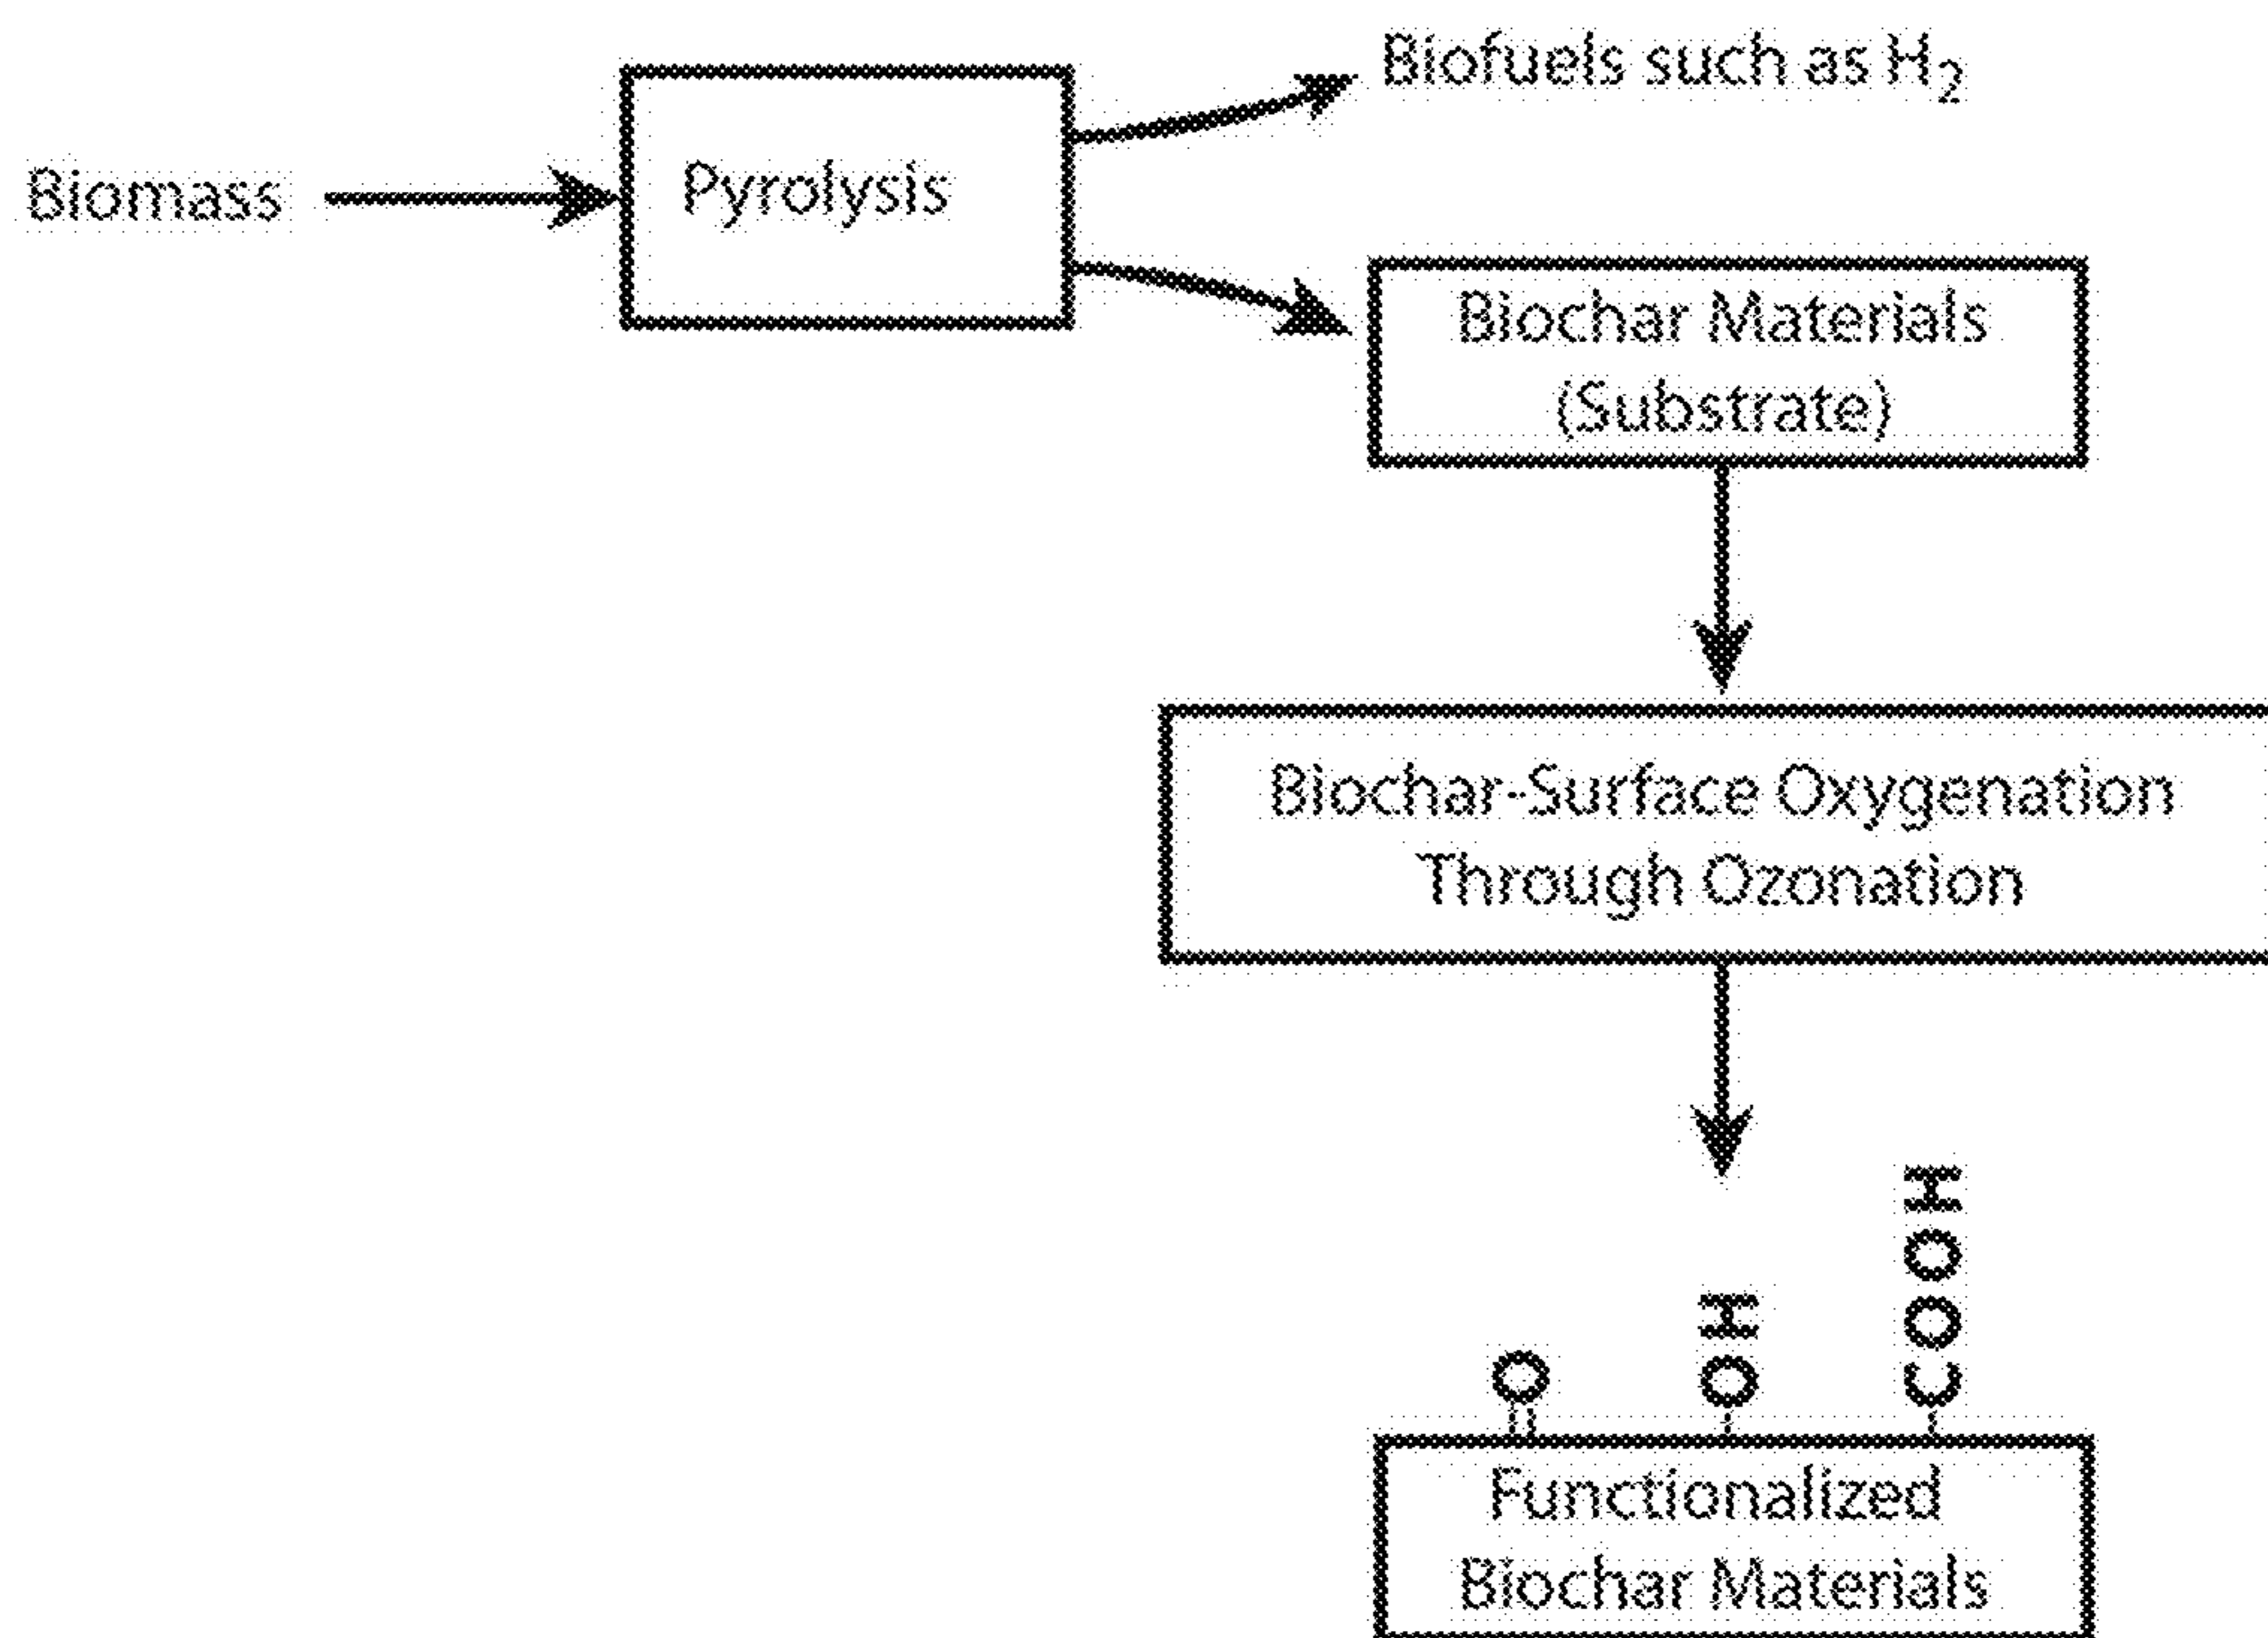 Biofuels such as H₂
Biomass
Pyrolysis
Biochar Materials
(Substrate)
Biochar-Surface Oxygenation
Through Ozonation
O
OH
COOH
Functionalized
Biochar Materials